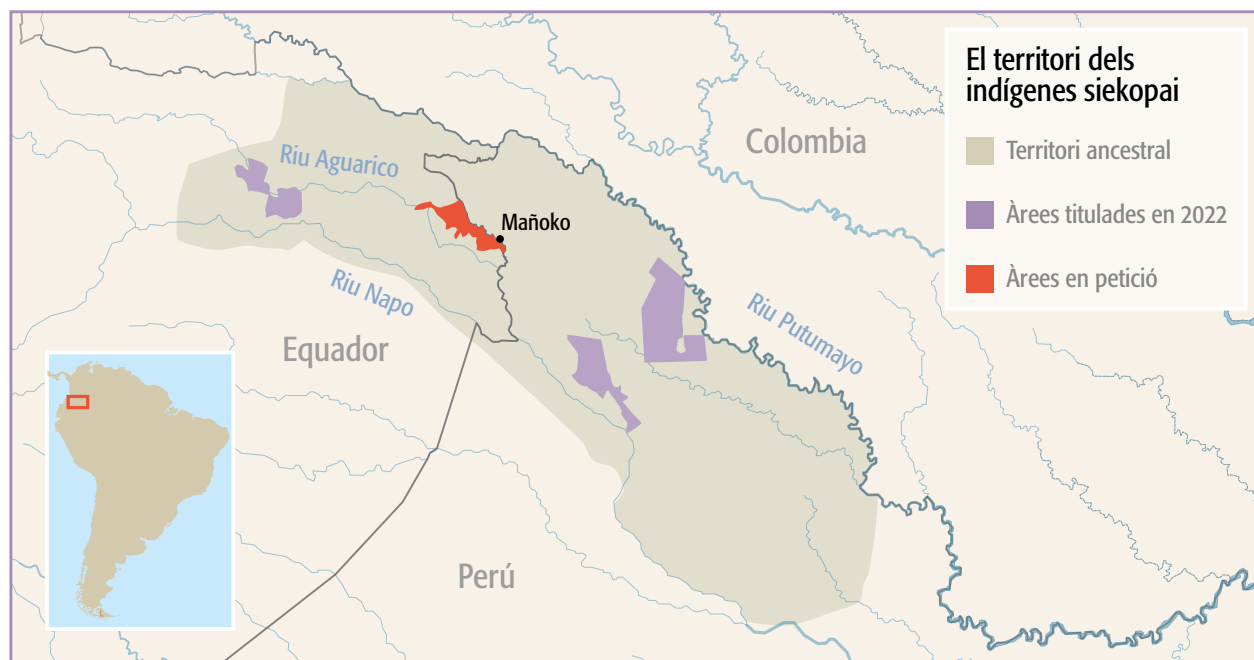 El territori dels
indígenes siekopai
Territori ancestral
Àrees titulades en 2022
Àrees en petició
Colombia
Riu Aguarico
Mañoko
Riu Napo
Riu Putumayo
Equador
Perú